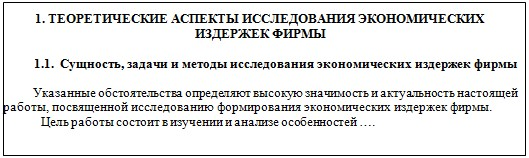 1. ТЕОРЕТИЧЕСКИЕ АСПЕКТЫ ИССЛЕДОВАНИЯ ЭКОНОМИЧЕСКИХ
ИЗДЕРЖЕК ФИРМЫ
1.1. Сущность, задачи и методы исследования экономических издержек фирмы
Указанные обстоятельства определяют высокую значимость и актуальность настоящей
работы, посвященной исследованию формирования экономических издержек фирмы.
Цель работы состоит в изучении и анализе особенностей ….